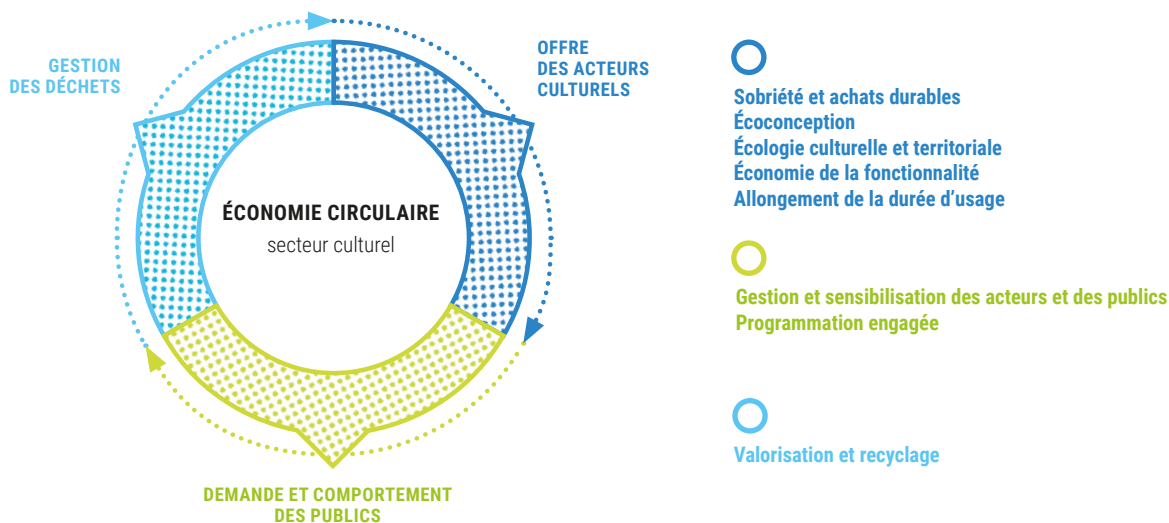 GESTION
DES DÉCHETS
OFFRE
DES ACTEURS
CULTURELS
ÉCONOMIE CIRCULAIRE
secteur culturel
DEMANDE ET COMPORTEMENT
DES PUBLICS
Sobriété et achats durables
Écoconception
Écologie culturelle et territoriale
Économie de la fonctionnalité
Allongement de la durée d’usage
Gestion et sensibilisation des acteurs et des publics
Programmation engagée
Valorisation et recyclage